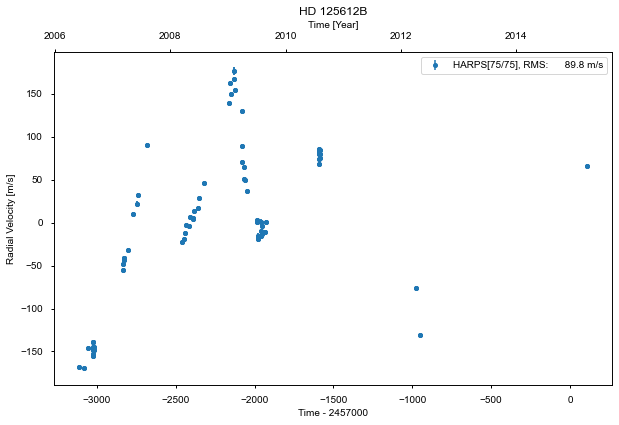 HD 125612B
Time [Year]
2006 2008 2010 2012 2014
HARPS[75/75], RMS: 89.8 m/s
Radial Velocity [m/s]
150
100
50
0
−50
−100
−150
−3000 −2500 −2000 −1500 −1000 −500 0
Time - 2457000